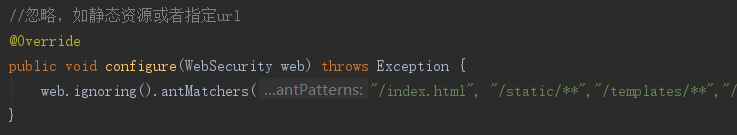 //忽略，如静态资源或者指定url
@Override
public void configure(WebSecurity web) throws Exception {
web.ignoring().antMatchers( ...antPatterns: "/index.html", "/static/**","/templates/**","/
}